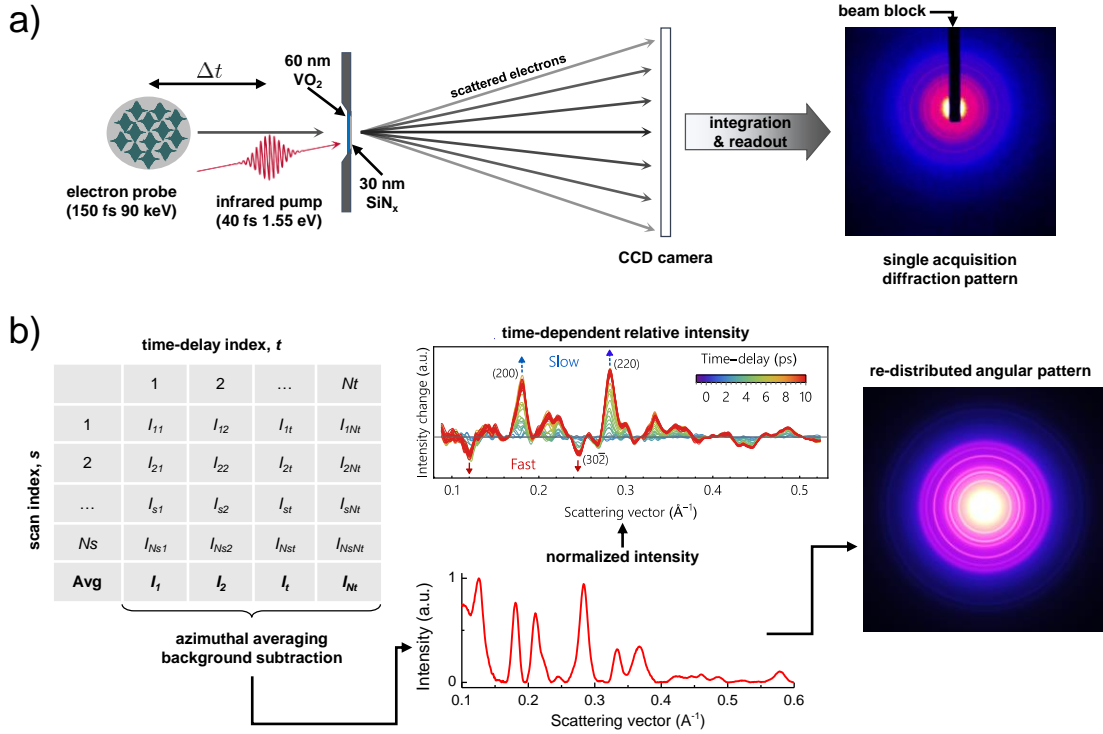 a)
beam block
Δt
60 nm
VO₂
scattered electrons
integration
& readout
electron probe
(150 fs 90 keV)
infrared pump
(40 fs 1.55 eV)
30 nm
SiNₓ
CCD camera
single acquisition
diffraction pattern
b)
time-delay index, t
1 2 … Nt
1 I₁₁ I₁₂ I₁ₜ I₁Nt
2 I₂₁ I₂₂ I₂ₜ I₂Nt
… Iₛ₁ Iₛ₂ Iₛₜ IₛNt
Ns INs1 INs2 INst INsNt
Avg I₁ I₂ Iₜ INt
scan index, s
azimuthal averaging
background subtraction
time-dependent relative intensity
Intensity change (a.u.)
(200)
Slow
(220)
Time−delay (ps)
0 2 4 6 8 10
Fast
(302̅)
0.1 0.2 0.3 0.4 0.5
Scattering vector (Å⁻¹)
normalized intensity
Intensity (a.u.)
1
0
0.1 0.2 0.3 0.4 0.5 0.6
Scattering vector (A⁻¹)
re-distributed angular pattern